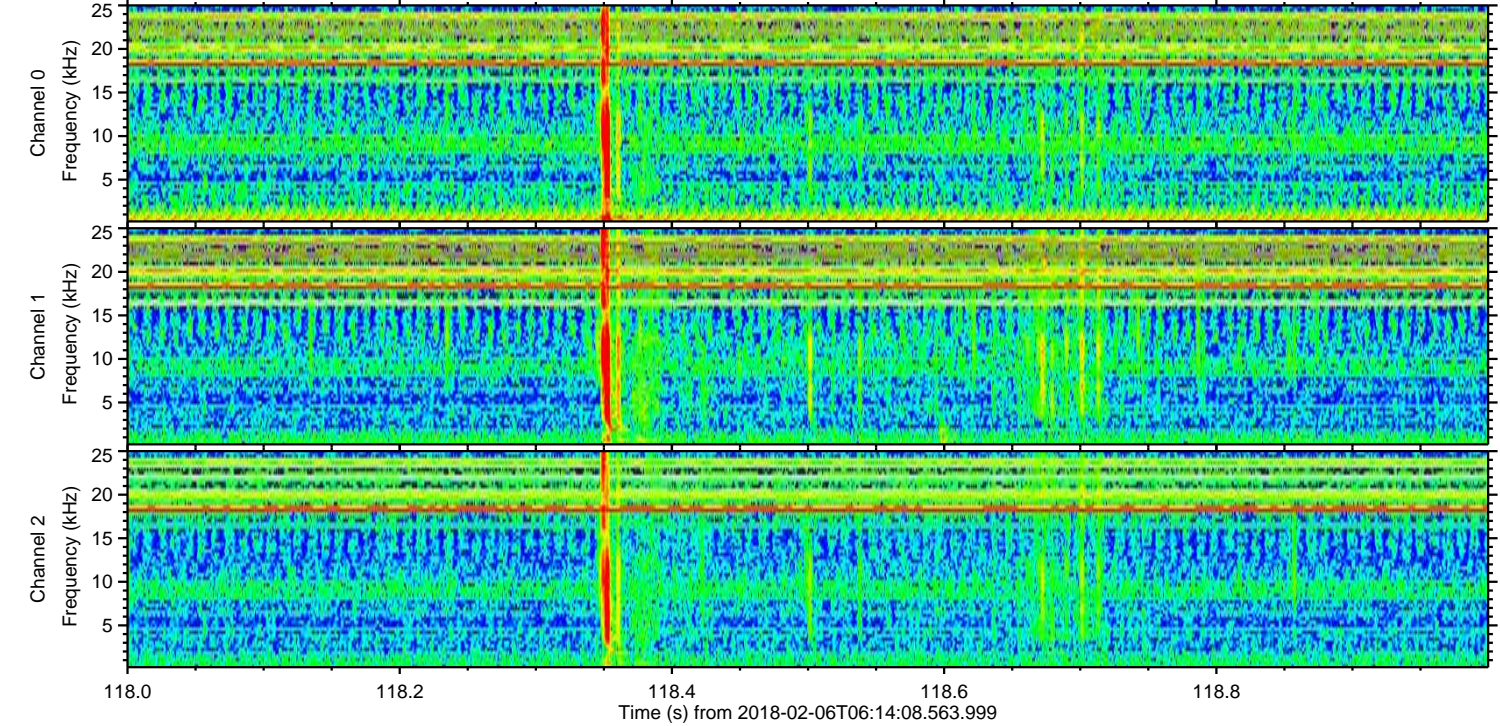 Channel 0
Frequency (kHz)
25
20
15
10
5
Channel 1
Frequency (kHz)
25
20
15
10
5
Channel 2
Frequency (kHz)
25
20
15
10
5
118.0 118.2 118.4 118.6 118.8
Time (s) from 2018-02-06T06:14:08.563.999